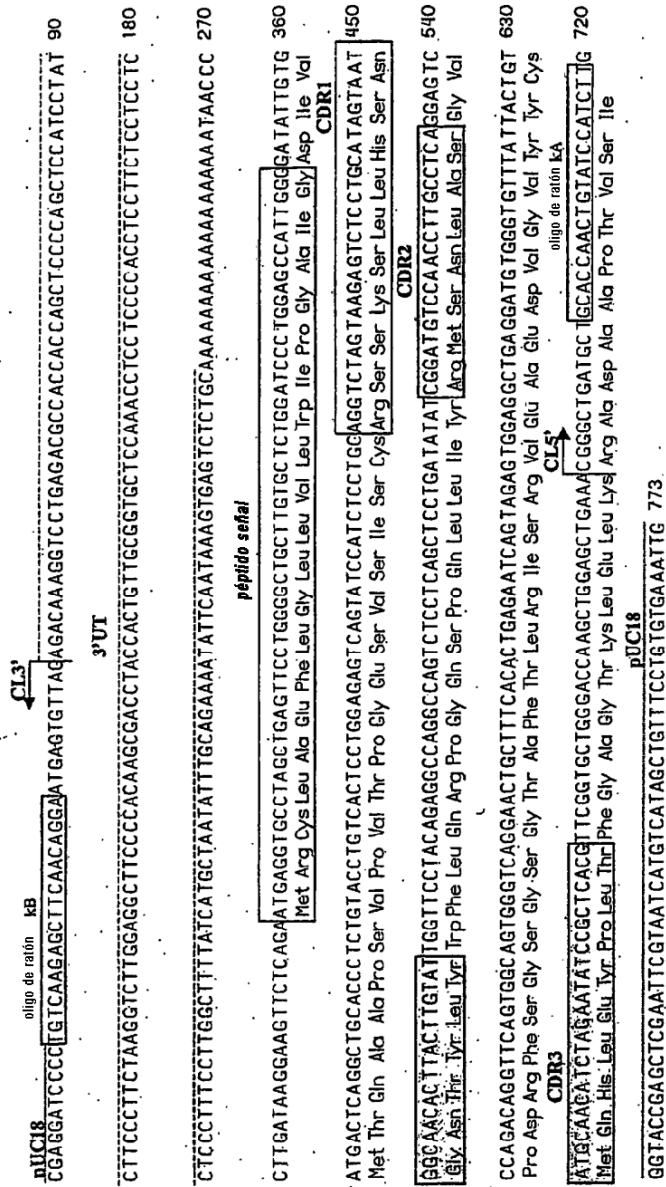 pUC18 oligo de ratón kB CL3'
CGAGGATCCCCTGTCAAGAGCTTCAACAGGAATGAGTGTTAGAGACAAAGGTCCTGAGACGCCACCACCAGCTCCCCAGCTCCATCCTAT 90
3'UT
CTTCCCTTCTAAGGTCTTGGAGGCTTCCCCACAAGCGACCTACCACTGTTGCGGTGCTCCAAACCTCCTCCCCACCTCCTTCTCCTCCTC 180
CTCCCTTTCCTTGGCTTTTATCATGCTAATATTTGCAGAAAATATTCAATAAAGTGAGTCTCTGCAAAAAAAAAAAAAAAAAAATAACCC 270
péptido señal
CTTGATAAGGAAGTTCTCAGAATGAGGTGCCTAGCTGAGTTCCTGGGGCTGCTTGTGCTCTGGATCCCTGGAGCCATTGGGGATATTGTG 360
Met Arg Cys Leu Ala Glu Phe Leu Gly Leu Leu Val Leu Trp Ile Pro Gly Ala Ile Gly Asp Ile Val
CDR1
ATGACTCAGGCTGCACCCTCTGTACCTGTCACTCCTGGAGAGTCAGTATCCATCTCCTGCAGGTCTAGTAAGAGTCTCCTGCATAGTAAT 450
Met Thr Gln Ala Ala Pro Ser Val Pro Val Thr Pro Gly Glu Ser Val Ser Ile Ser Cys Arg Ser Ser Lys Ser Leu Leu His Ser Asn
CDR2
GGCAACACTTACTTGTATTGGTTCCTACAGAGGCCAGGCCAGTCTCCTCAGCTCCTGATATATCGGATGTCCAACCTTGCCTCAGGAGTC 540
Gly Asn Thr Tyr Leu Tyr Trp Phe Leu Gln Arg Pro Gly Gln Ser Pro Gln Leu Leu Ile Tyr Arg Met Ser Asn Leu Ala Ser Gly Val
CCAGACAGGTTCAGTGGCAGTGGGTCAGGAACTGCTTTCACACTGAGAATCAGTAGAGTGGAGGCTGAGGATGTGGGTGTTTATTACTGT 630
Pro Asp Arg Phe Ser Gly Ser Gly Ser Gly Thr Ala Phe Thr Leu Arg Ile Ser Arg Val Glu Ala Glu Asp Val Gly Val Tyr Tyr Cys
CDR3 CL5' oligo de ratón kA
ATGCAACATCTAGAATATCCGCTCACGTTCGGTGCTGGGACCAAGCTGGAGCTGAAACGGGCTGATGCTGCACCAACTGTATCCATCTTG 720
Met Gln His Leu Glu Tyr Pro Leu Thr Phe Gly Ala Gly Thr Lys Leu Glu Leu Lys Arg Ala Asp Ala Ala Pro Thr Val Ser Ile
pUC18
GGTACCGAGCTCGAATTCGTAATCATGTCATAGCTGTTTCCTGTGTGAAATTG 773